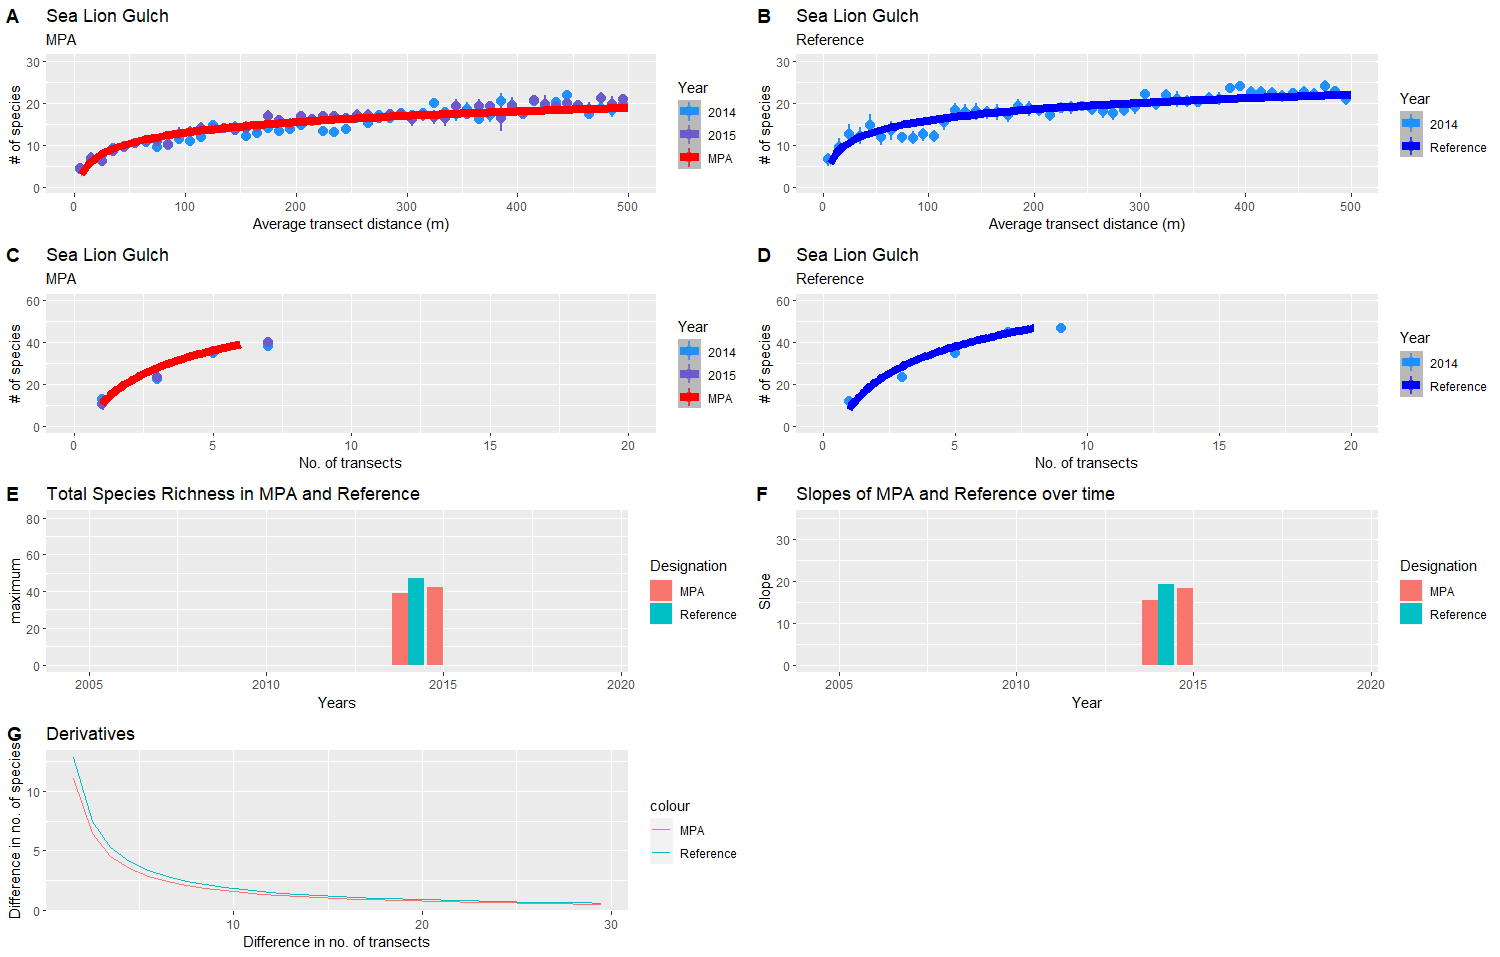 A Sea Lion Gulch
MPA
# of species
30
20
10
0
0 100 200 300 400 500
Average transect distance (m)
Year
2014
2015
MPA
B Sea Lion Gulch
Reference
# of species
30
20
10
0
0 100 200 300 400 500
Average transect distance (m)
Year
2014
Reference
C Sea Lion Gulch
MPA
# of species
60
40
20
0
0 5 10 15 20
No. of transects
Year
2014
2015
MPA
D Sea Lion Gulch
Reference
# of species
60
40
20
0
0 5 10 15 20
No. of transects
Year
2014
Reference
E Total Species Richness in MPA and Reference
maximum
80
60
40
20
0
2005 2010 2015 2020
Years
Designation
MPA
Reference
F Slopes of MPA and Reference over time
Slope
30
20
10
0
2005 2010 2015 2020
Year
Designation
MPA
Reference
G Derivatives
Difference in no. of species
10
5
0
10 20 30
Difference in no. of transects
colour
MPA
Reference